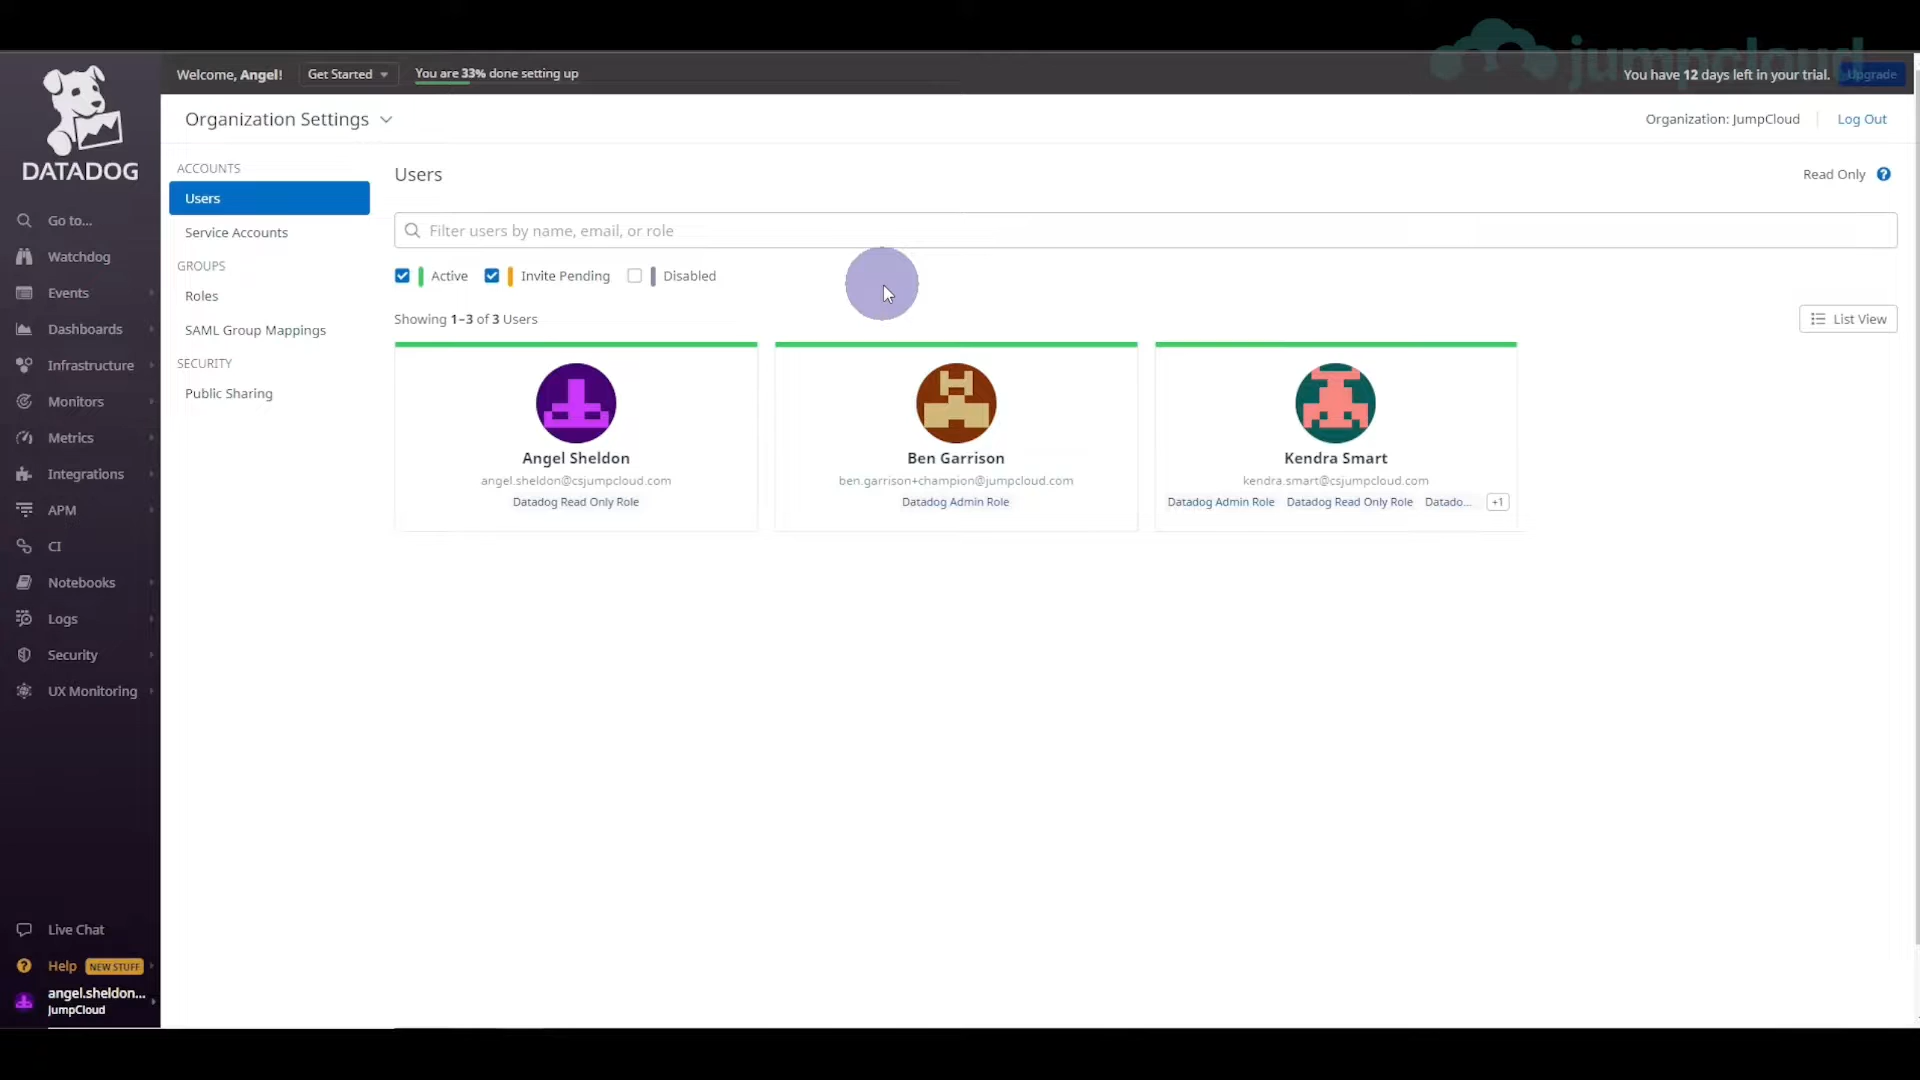 jumpcloud
Welcome, Angel!
Get Started
You are 33% done setting up
You have 12 days left in your trial.
Upgrade
DATADOG
Go to...
Watchdog
Events
Dashboards
Infrastructure
Monitors
Metrics
Integrations
APM
CI
Notebooks
Logs
Security
UX Monitoring
Live Chat
Help NEW STUFF
angel.sheldon...
JumpCloud
Organization Settings
Organization: JumpCloud
Log Out
ACCOUNTS
Users
Service Accounts
GROUPS
Roles
SAML Group Mappings
SECURITY
Public Sharing
Users
Read Only
Filter users by name, email, or role
Active
Invite Pending
Disabled
Showing 1–3 of 3 Users
List View
Angel Sheldon
angel.sheldon@csjumpcloud.com
Datadog Read Only Role
Ben Garrison
ben.garrison+champion@jumpcloud.com
Datadog Admin Role
Kendra Smart
kendra.smart@csjumpcloud.com
Datadog Admin Role Datadog Read Only Role Datado... +1